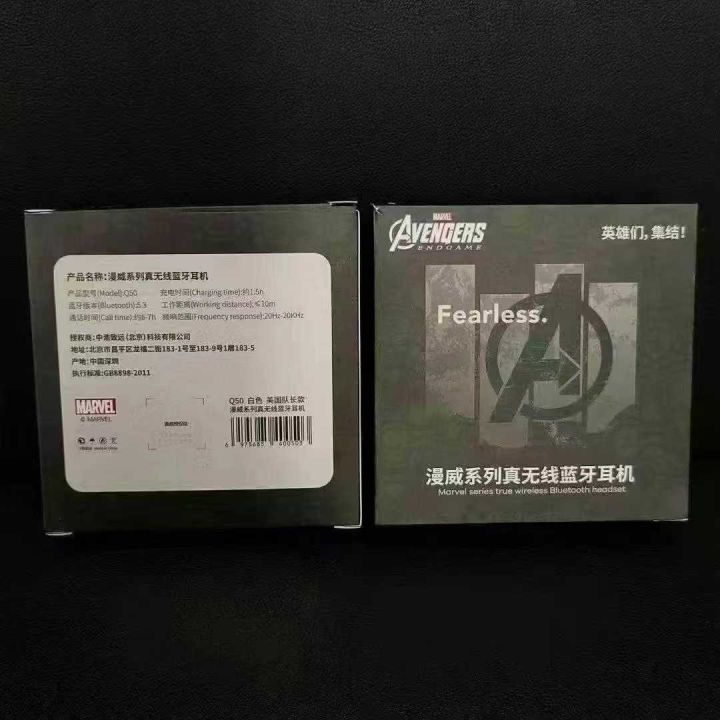 产品名称:漫威系列真无线蓝牙耳机
产品型号(Model):Q50 充电时间(Charging time):约1.5h
蓝牙版本(Bluetooth):5.3 工作距离(Working distance):≤10m
通话时间(Call time):约6-7h 频响范围(Frequency response):20Hz-20KHz
授权商:中浩致远(北京)科技有限公司
地址:北京市昌平区龙福二街183-1号至183-9号1层183-5
产地:中国深圳
执行标准:GB8898-2011
MARVEL
© MARVEL
Q50 白色 美国队长款
漫威系列真无线蓝牙耳机
6 975685 400503
MARVEL
AVENGERS
ENDGAME
英雄们,集结!
Fearless.
漫威系列真无线蓝牙耳机
Marvel series true wireless Bluetooth headset